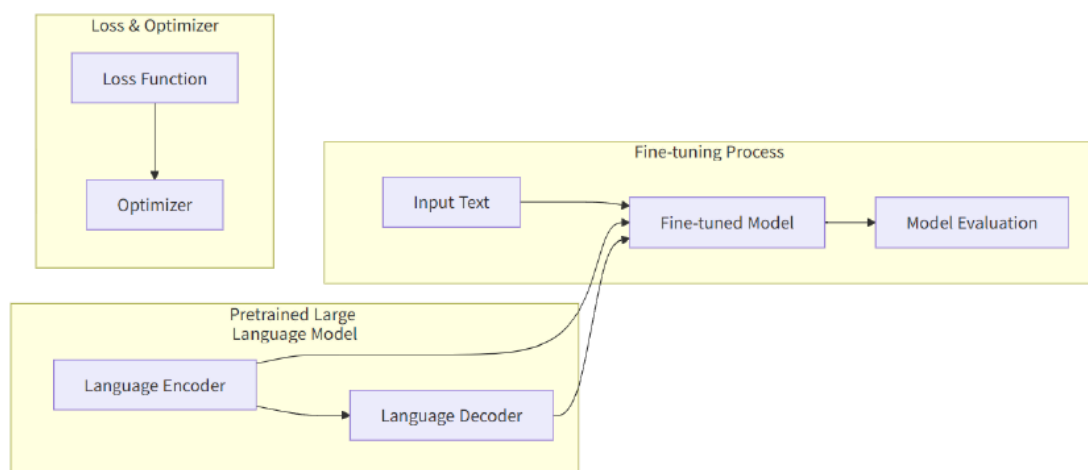 Loss & Optimizer
Loss Function
Optimizer
Fine-tuning Process
Input Text
Fine-tuned Model
Model Evaluation
Pretrained Large
Language Model
Language Encoder
Language Decoder